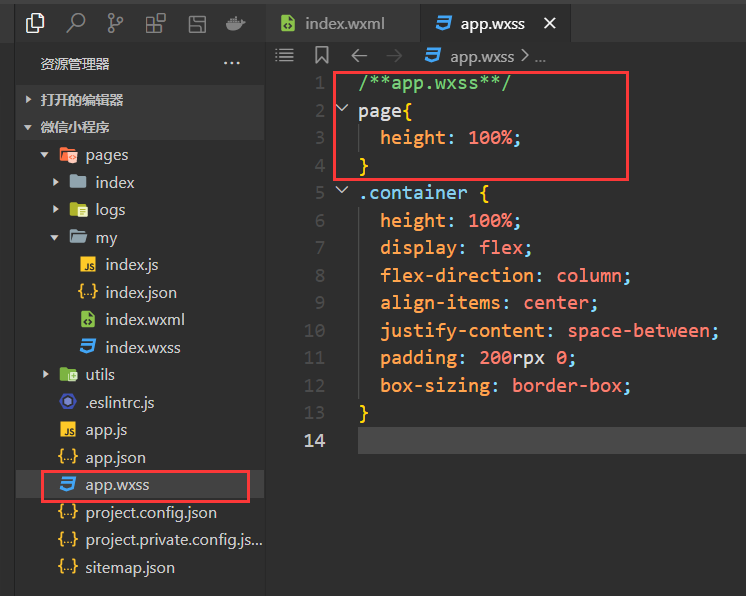 index.wxml
app.wxss
资源管理器
...
app.wxss > ...
打开的编辑器
微信小程序
pages
index
logs
my
index.js
index.json
index.wxml
index.wxss
utils
.eslintrc.js
app.js
app.json
app.wxss
project.config.json
project.private.config.js...
sitemap.json
1 /**app.wxss**/
2 page{
3 height: 100%;
4 }
5 .container {
6 height: 100%;
7 display: flex;
8 flex-direction: column;
9 align-items: center;
10 justify-content: space-between;
11 padding: 200rpx 0;
12 box-sizing: border-box;
13 }
14